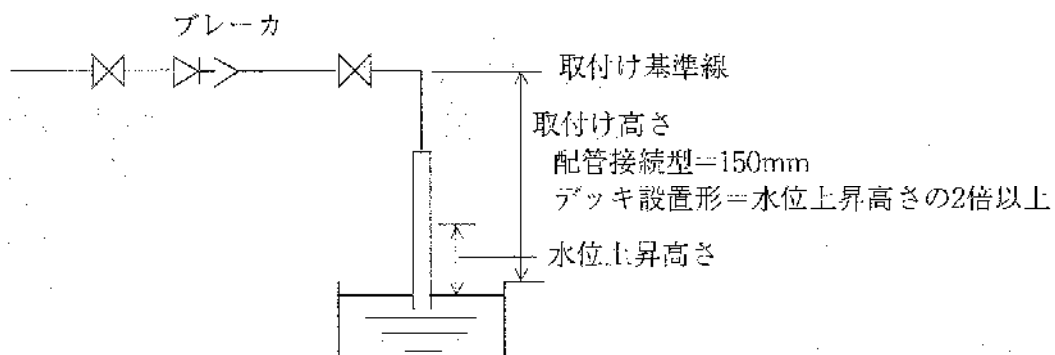 ブレーカ
取付け基準線
取付け高さ
配管接続型=150mm
デッキ設置形=水位上昇高さの2倍以上
水位上昇高さ